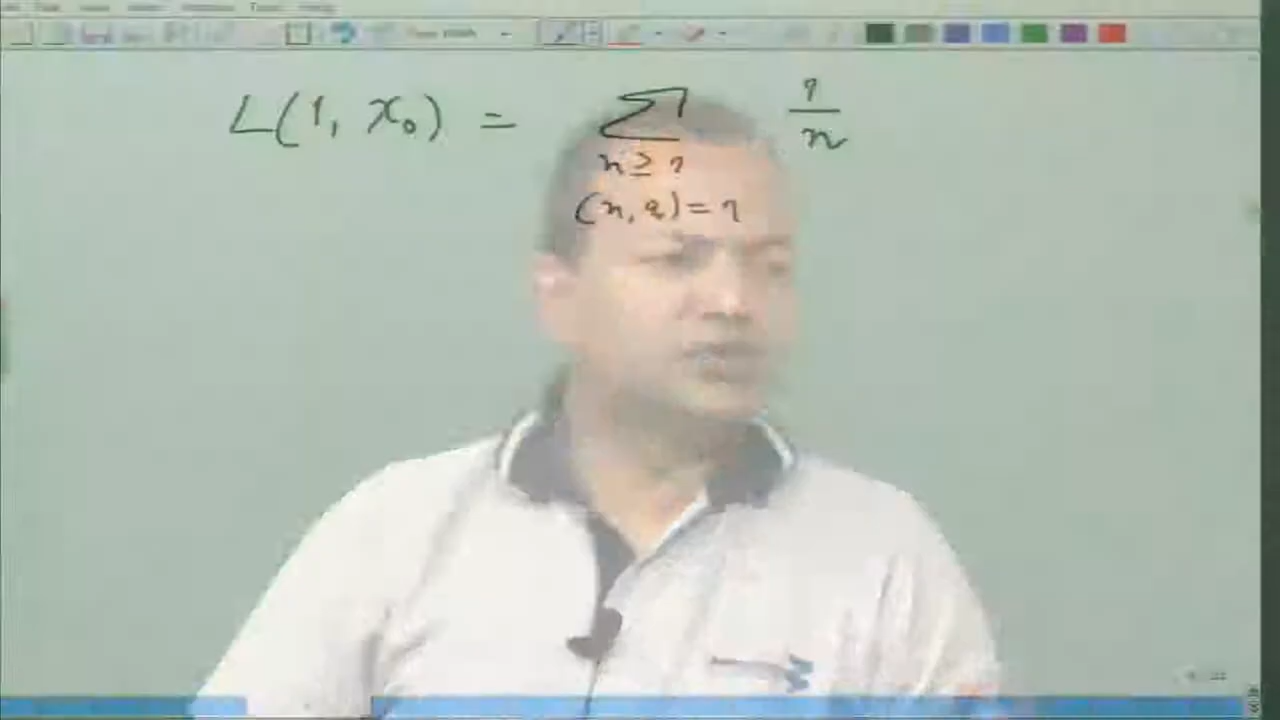 L(1, χ₀) = Σ 1/n
n ≥ 1
(n, q) = 1